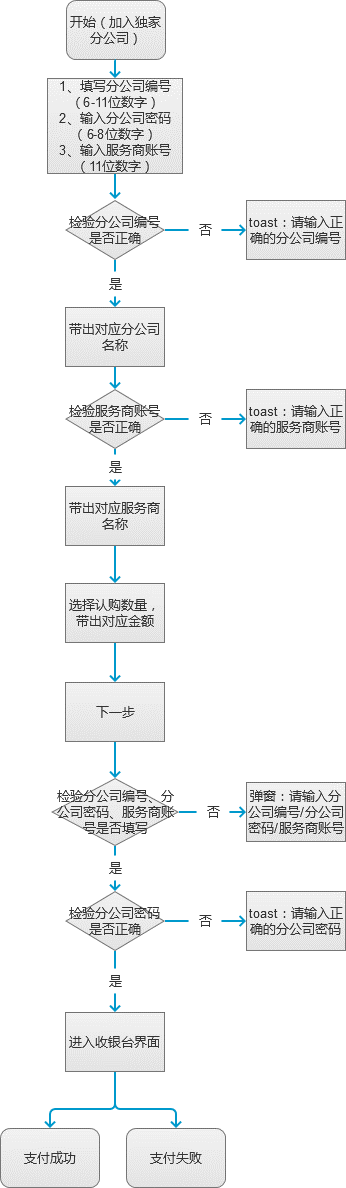 开始（加入独家
分公司）
1、填写分公司编号
（6-11位数字）
2、输入分公司密码
（6-8位数字）
3、输入服务商账号
（11位数字）
检验分公司编号
是否正确
否
toast：请输入正
确的分公司编号
是
带出对应分公司
名称
检验服务商账号
是否正确
否
toast：请输入正
确的服务商账号
是
带出对应服务商
名称
选择认购数量，
带出对应金额
下一步
检验分公司编号、分
公司密码、服务商账
号是否填写
否
弹窗：请输入分
公司编号/分公司
密码/服务商账号
是
检验分公司密码
是否正确
否
toast：请输入正
确的分公司密码
是
进入收银台界面
支付成功
支付失败